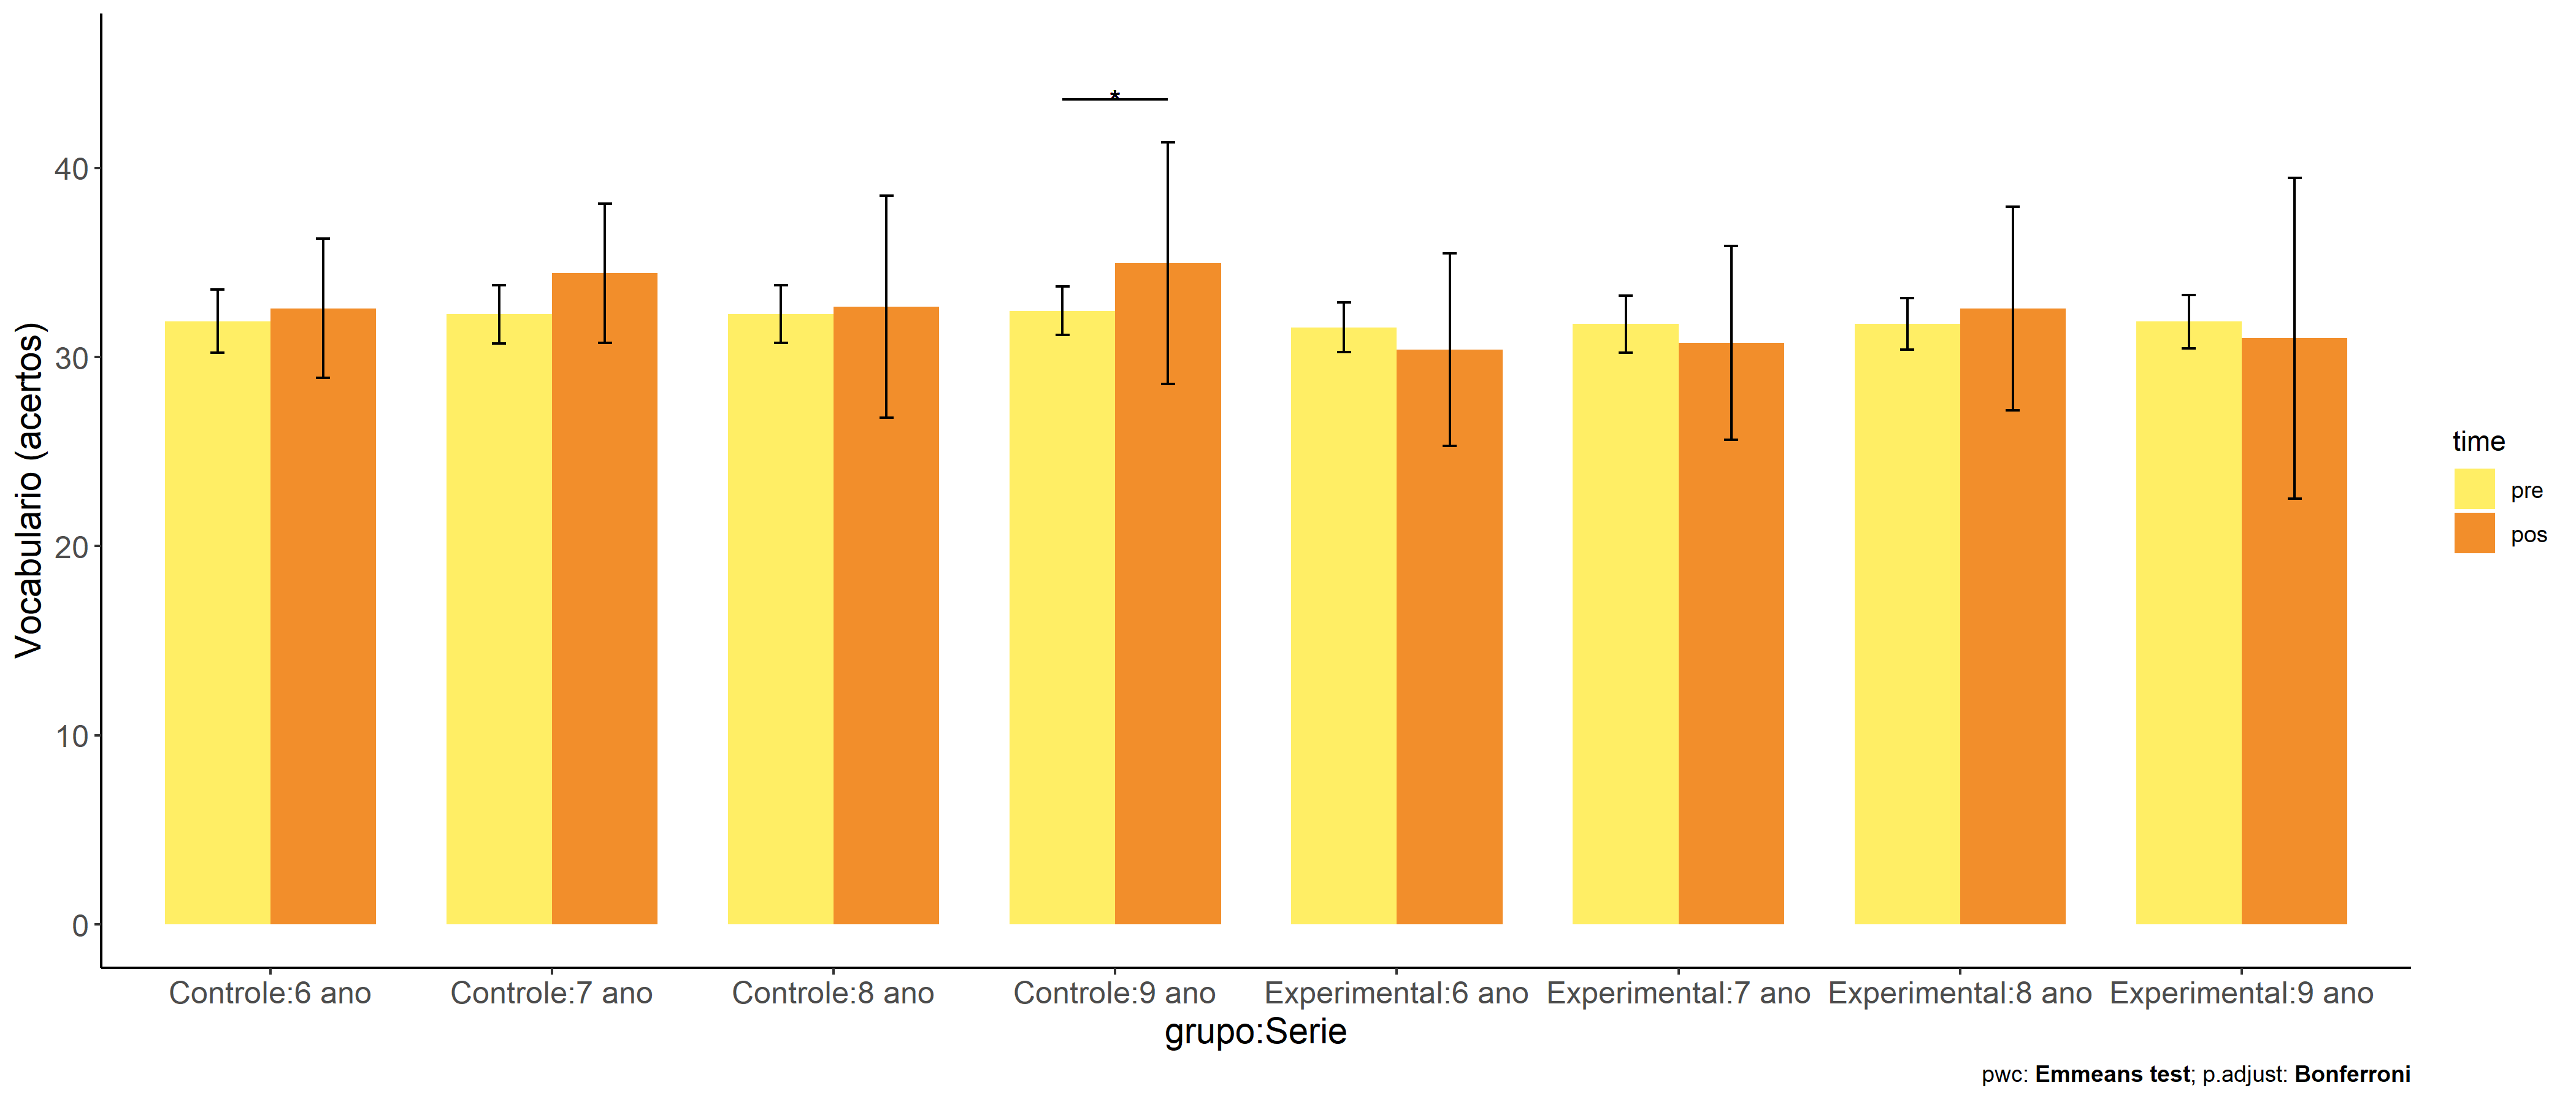 *
Vocabulario (acertos)
40
30
20
10
0
Controle:6 ano
Controle:7 ano
Controle:8 ano
Controle:9 ano
Experimental:6 ano
Experimental:7 ano
Experimental:8 ano
Experimental:9 ano
grupo:Serie
time
pre
pos
pwc: Emmeans test; p.adjust: Bonferroni